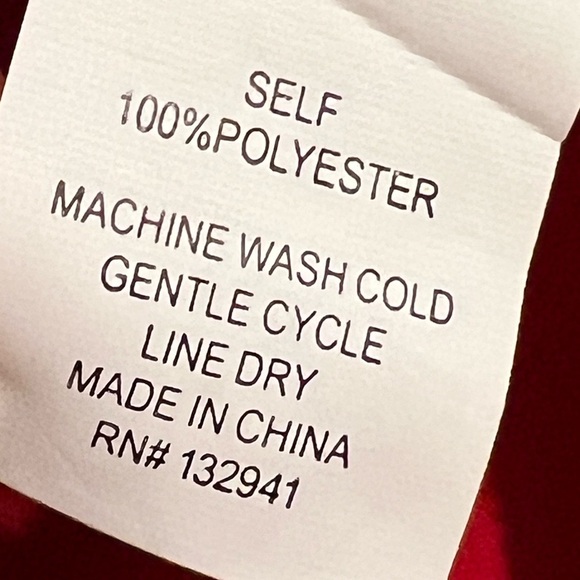 SELF
100%POLYESTER
MACHINE WASH COLD
GENTLE CYCLE
LINE DRY
MADE IN CHINA
RN# 132941